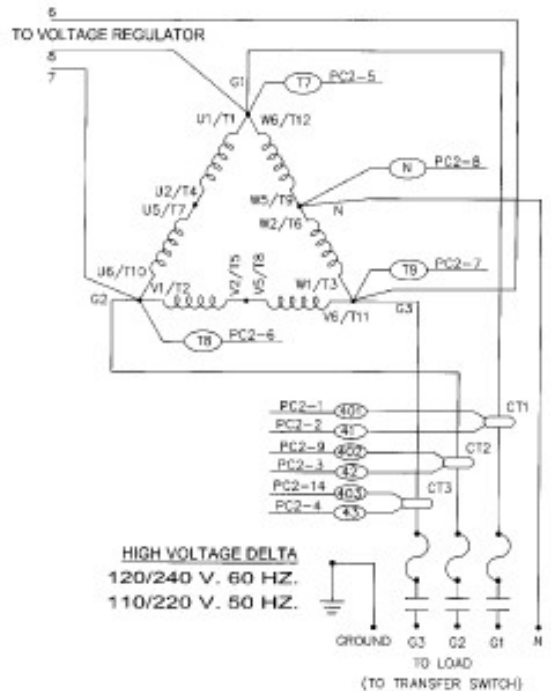 6
TO VOLTAGE REGULATOR
8
7
G1
T7 PC2-5
U1/T1 W6/T12
N PC2-8
U2/T4
U5/T7
W5/T9
W2/T6
N
U6/T10
V1/T2
V2/T5
V5/T8
W1/T3
T9 PC2-7
G2
V6/T11
G3
T8 PC2-6
PC2-1 401
CT1
PC2-2 41
PC2-9 402
CT2
PC2-3 42
PC2-14 403
CT3
PC2-4 43
HIGH VOLTAGE DELTA
120/240 V. 60 HZ.
110/220 V. 50 HZ.
GROUND G3 G2 G1 N
TO LOAD
(TO TRANSFER SWITCH)